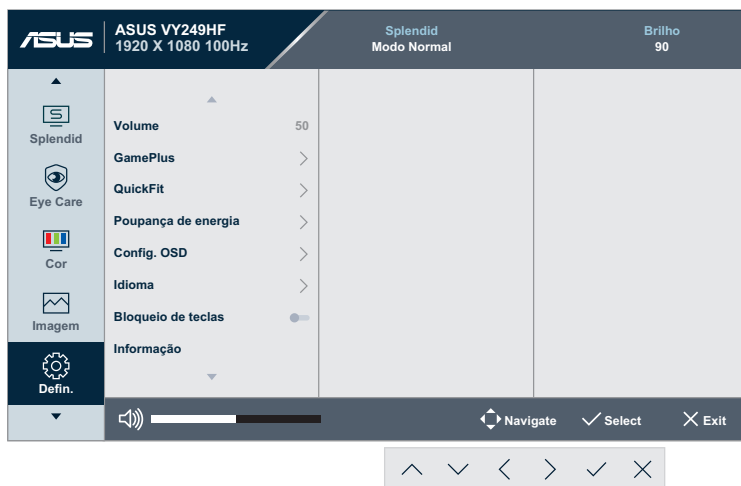 ASUS
ASUS VY249HF
1920 X 1080 100Hz
Splendid
Modo Normal
Brilho
90
Splendid
Eye Care
Cor
Imagem
Defin.
Volume 50
GamePlus
QuickFit
Poupança de energia
Config. OSD
Idioma
Bloqueio de teclas
Informação
Navigate Select Exit